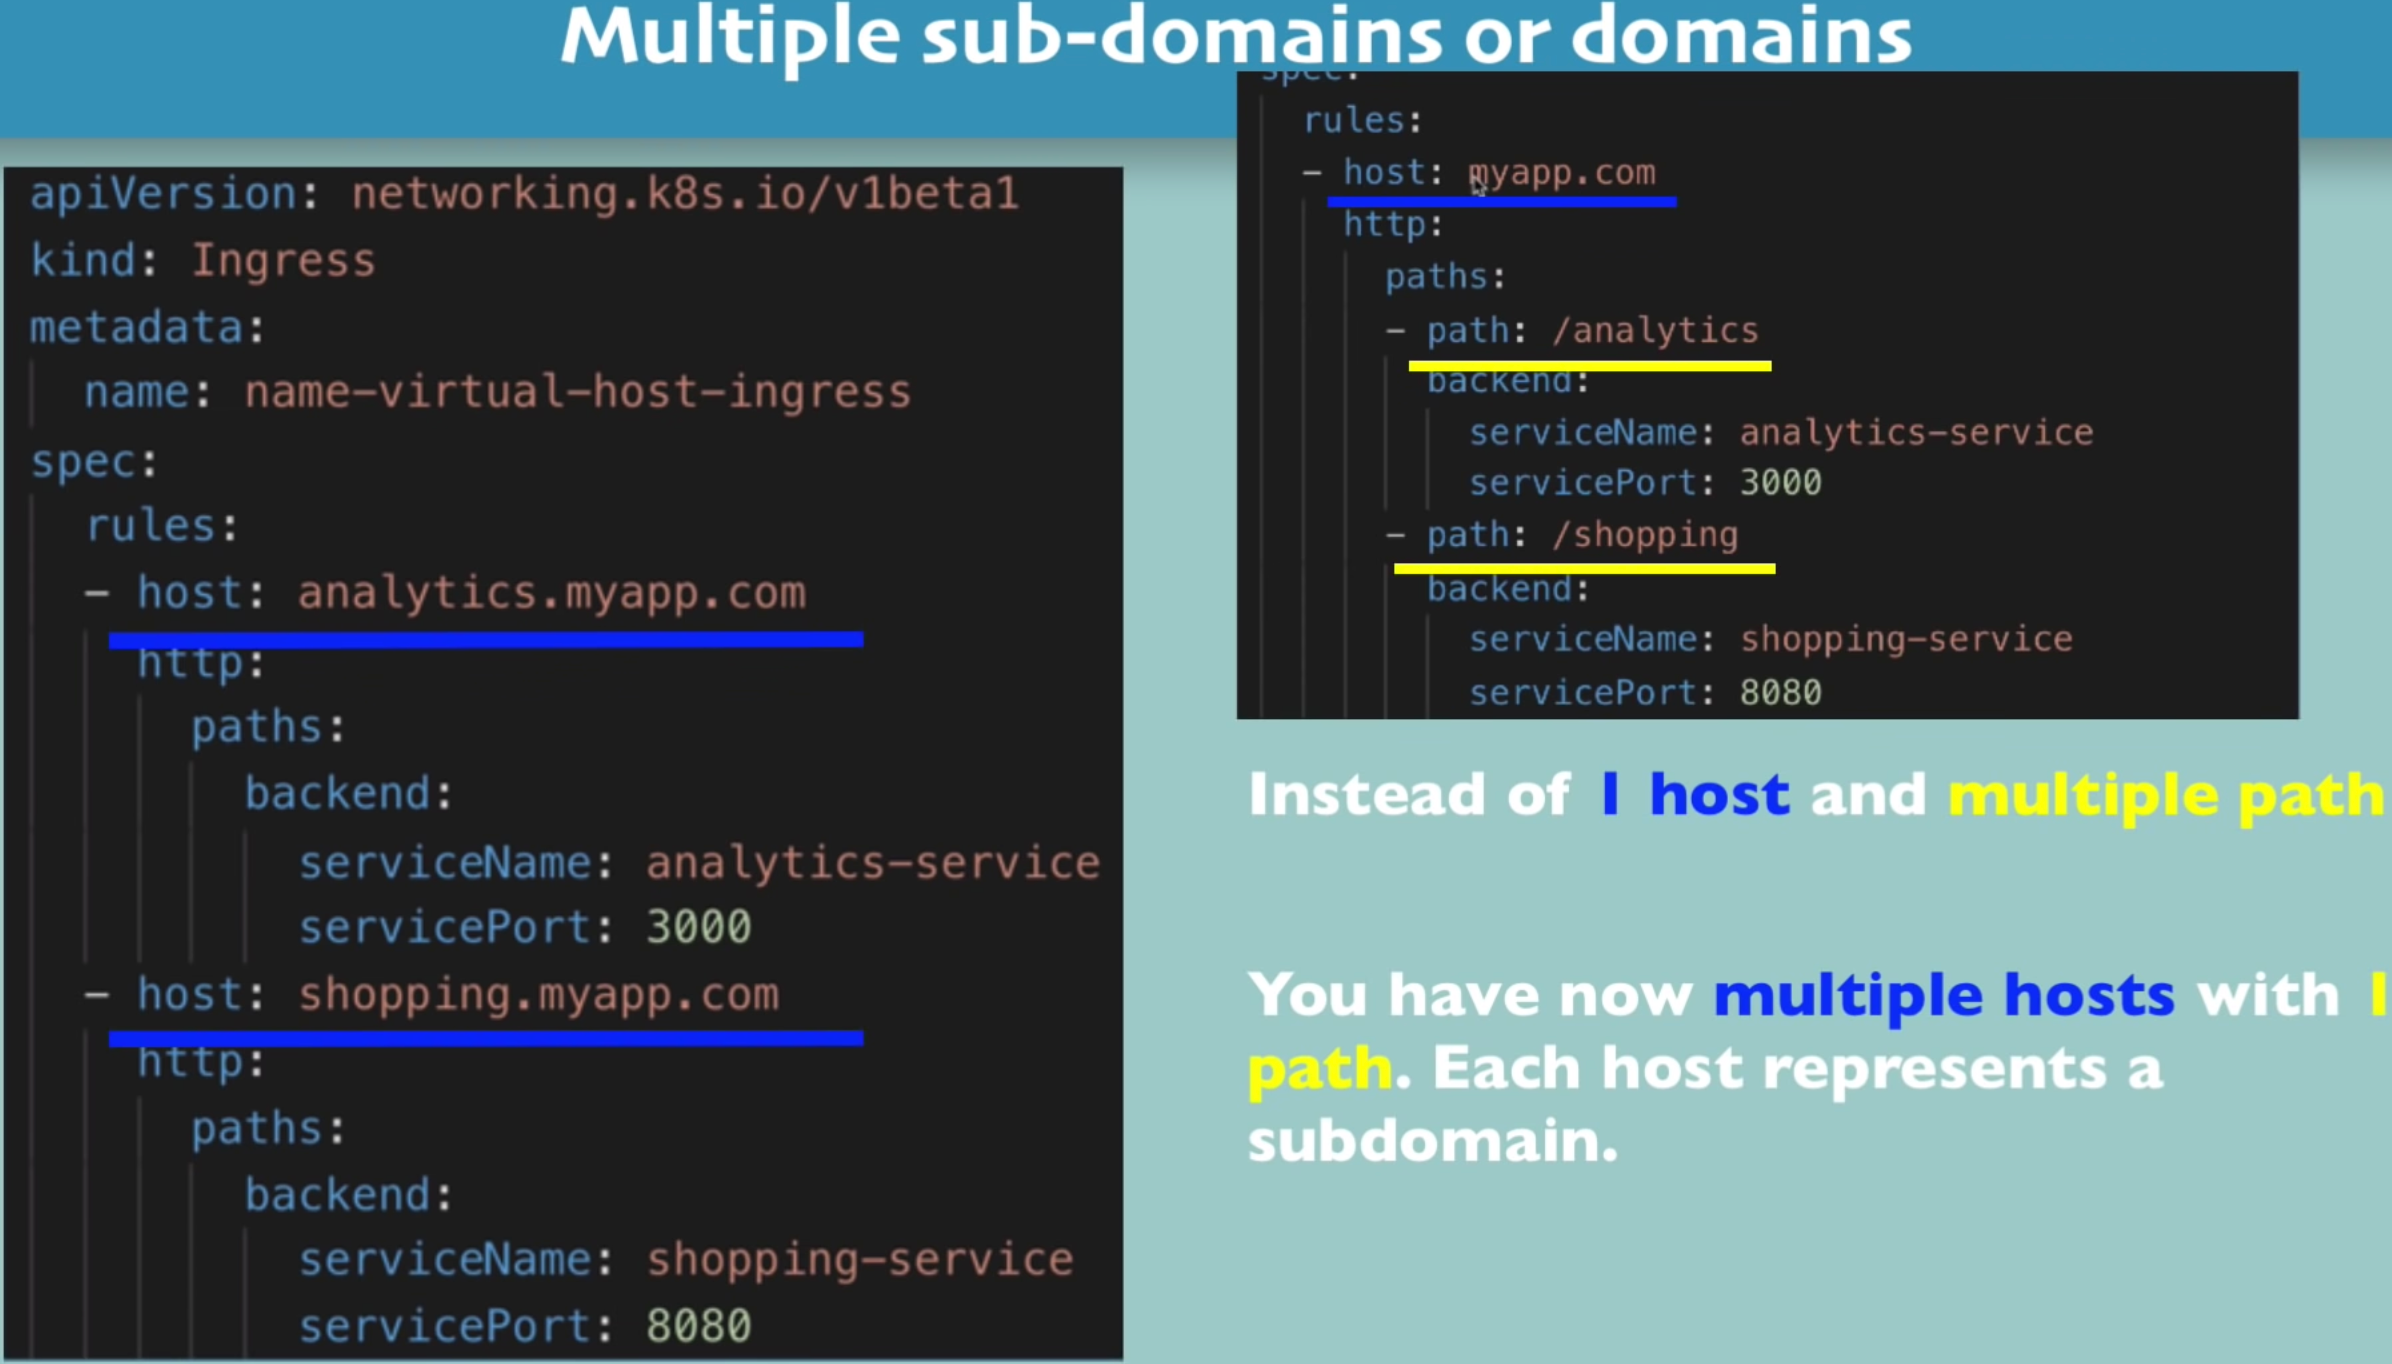 Multiple sub-domains or domains
apiVersion: networking.k8s.io/v1beta1
kind: Ingress
metadata:
name: name-virtual-host-ingress
spec:
rules:
- host: analytics.myapp.com
http:
paths:
backend:
serviceName: analytics-service
servicePort: 3000
- host: shopping.myapp.com
http:
paths:
backend:
serviceName: shopping-service
servicePort: 8080
spec:
rules:
- host: myapp.com
http:
paths:
- path: /analytics
backend:
serviceName: analytics-service
servicePort: 3000
- path: /shopping
backend:
serviceName: shopping-service
servicePort: 8080
Instead of 1 host and multiple path
You have now multiple hosts with 1
path. Each host represents a
subdomain.